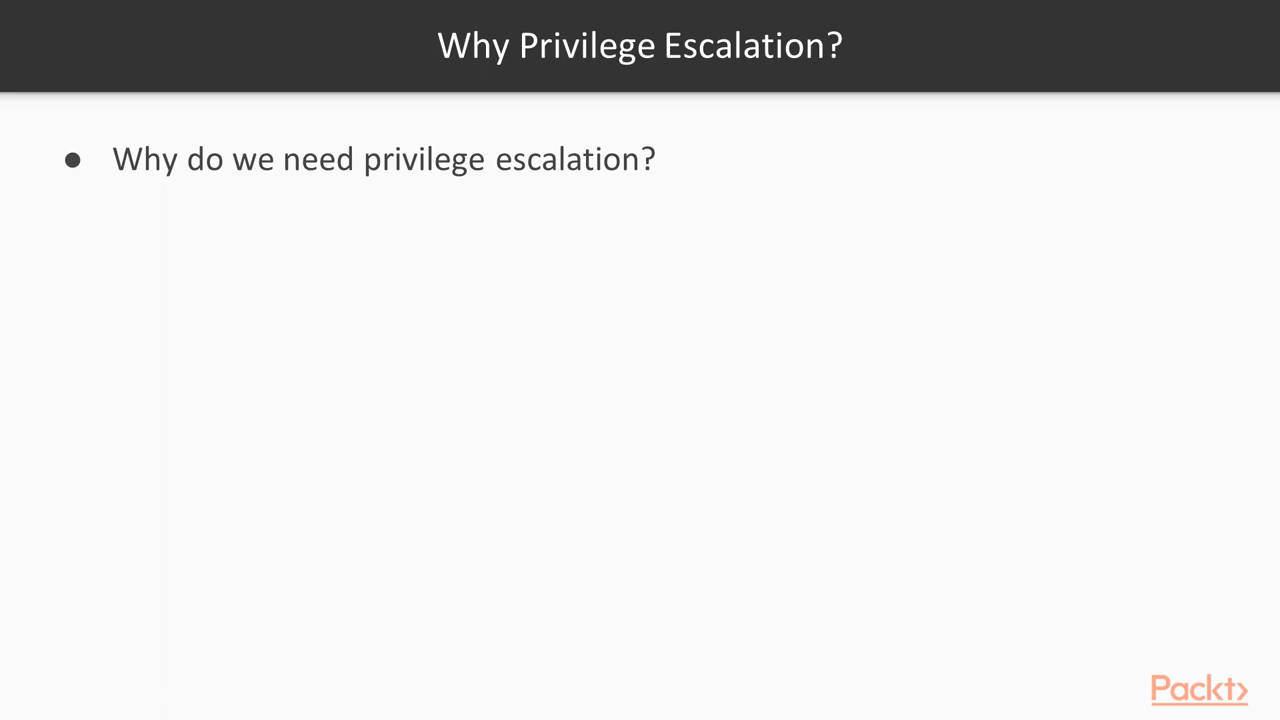 Why Privilege Escalation?
● Why do we need privilege escalation?
Packt>